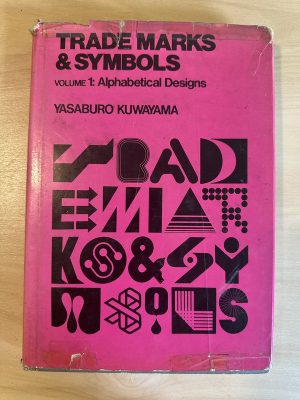 TRADE MARKS
& SYMBOLS
VOLUME 1: Alphabetical Designs
YASABURO KUWAYAMA
TRAD
EMAR
KS&SY
MBOLS